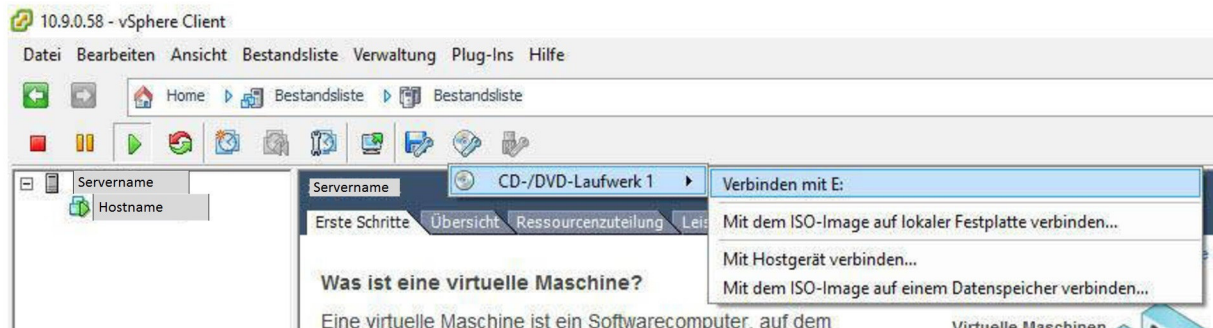 10.9.0.58 - vSphere Client
Datei Bearbeiten Ansicht Bestandsliste Verwaltung Plug-Ins Hilfe
Home Bestandsliste Bestandsliste
Servername
Hostname
Servername
CD-/DVD-Laufwerk 1
Verbinden mit E:
Mit dem ISO-Image auf lokaler Festplatte verbinden...
Mit Hostgerät verbinden...
Mit dem ISO-Image auf einem Datenspeicher verbinden...
Erste Schritte Übersicht Ressourcenzuteilung Leis
Was ist eine virtuelle Maschine?
Eine virtuelle Maschine ist ein Softwarecomputer, auf dem
Virtuelle Maschinen